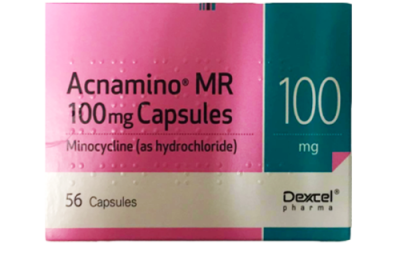 Acnamino® MR
100mg Capsules
Minocycline (as hydrochloride)
56 Capsules
100
mg
Dexcel®
pharma